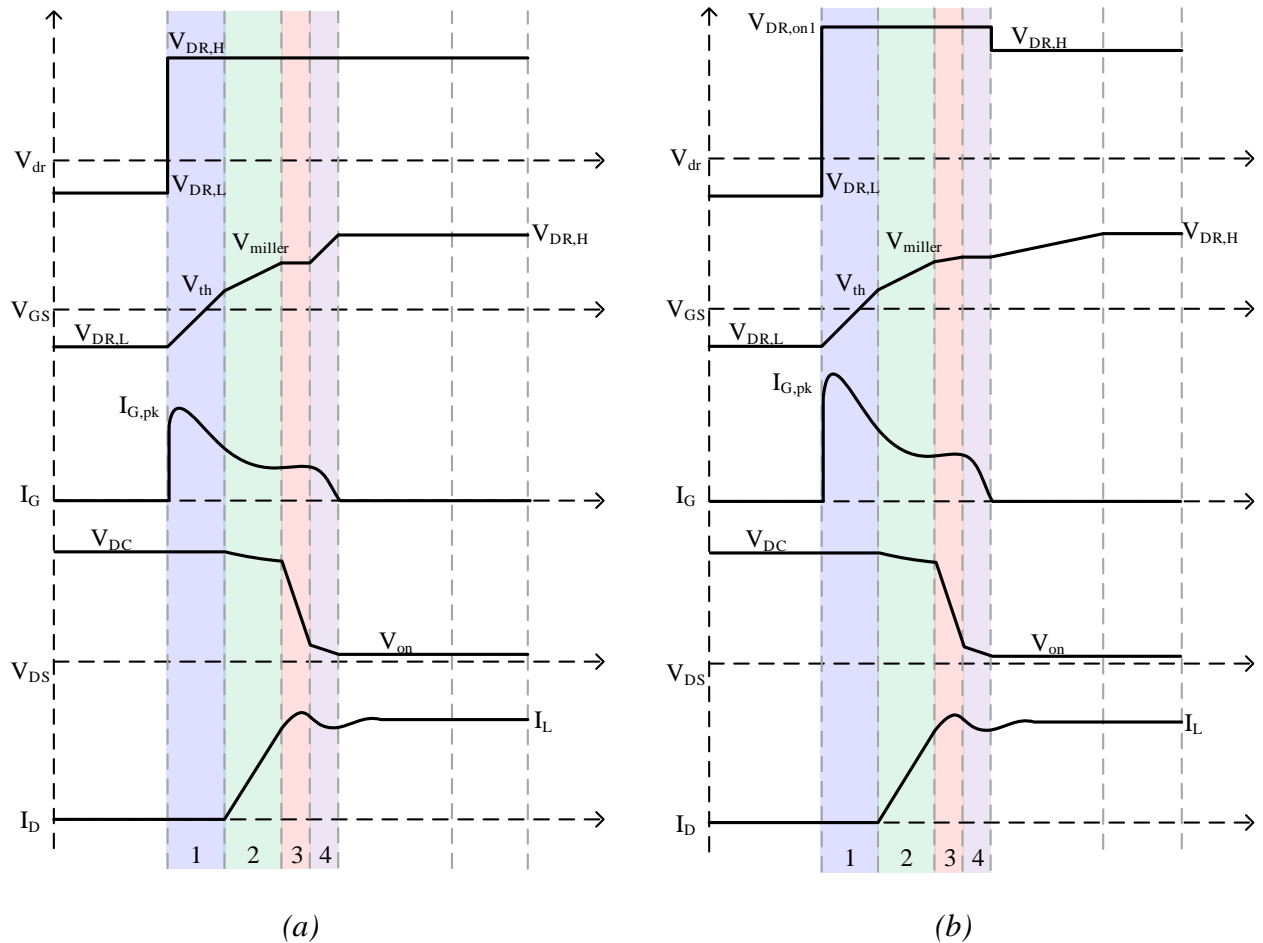 V_DR,H
V_dr
V_DR,L
V_miller
V_DR,H
V_th
V_GS
V_DR,L
I_G,pk
I_G
V_DC
V_on
V_DS
I_L
I_D
1 2 3 4
(a)
V_DR,on1
V_DR,H
V_dr
V_DR,L
V_miller
V_DR,H
V_th
V_GS
V_DR,L
I_G,pk
I_G
V_DC
V_on
V_DS
I_L
I_D
1 2 3 4
(b)